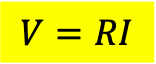 V = RI